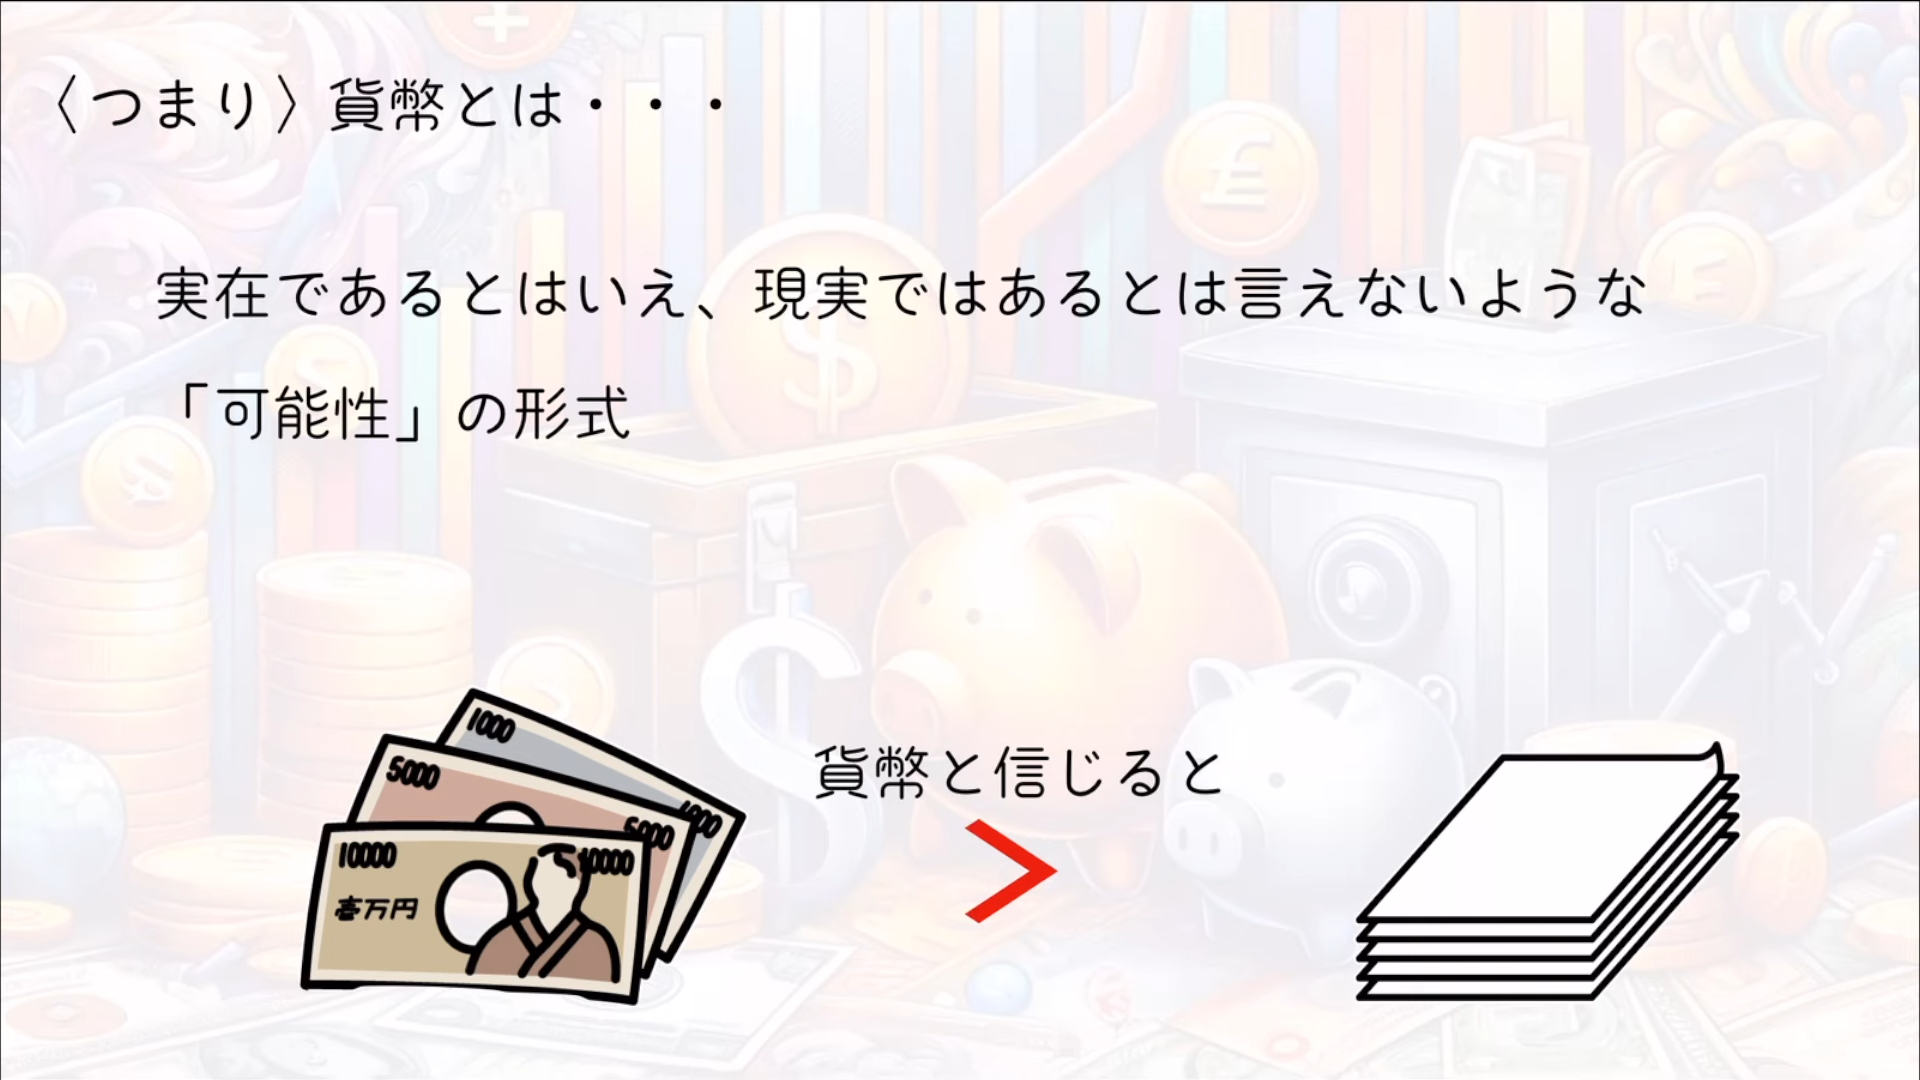 〈つまり〉貨幣とは・・・
実在であるとはいえ、現実ではあるとは言えないような
「可能性」の形式
1000
1000
5000
5000
10000
10000
壱万円
貨幣と信じると
>